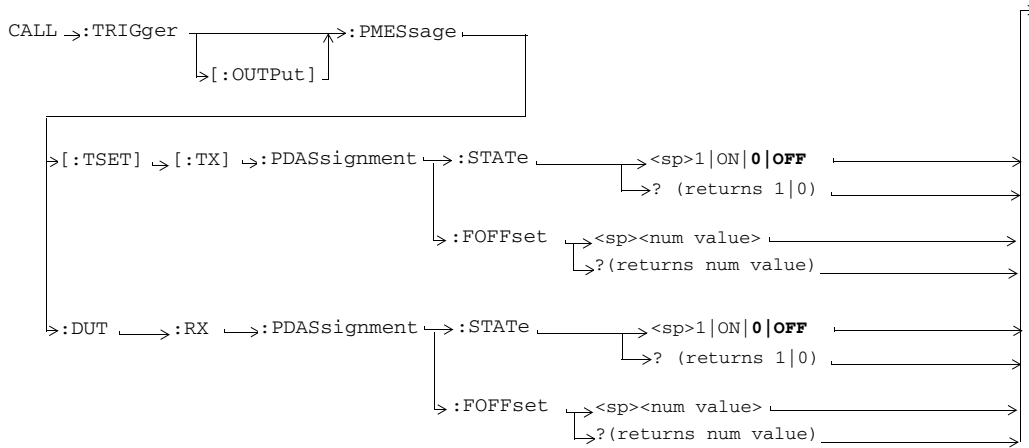 CALL :TRIGger :PMESsage
[:OUTPut]
[:TSET] [:TX] :PDASsignment :STATe <sp>1|ON|0|OFF
? (returns 1|0)
:FOFFset <sp><num value>
?(returns num value)
:DUT :RX :PDASsignment :STATe <sp>1|ON|0|OFF
? (returns 1|0)
:FOFFset <sp><num value>
?(returns num value)